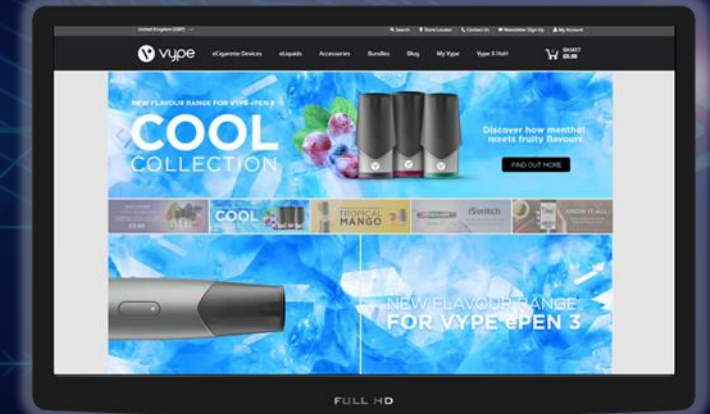 United Kingdom (GBP)
Search
Store Locator
Contact Us
Newsletter Sign Up
My Account
vype
eCigarette Devices
eLiquids
Accessories
Bundles
Blog
My Vype
Vype X HoH
BASKET
£0.00
NEW FLAVOUR RANGE FOR VYPE ePEN 3
COOL
COLLECTION
Discover how menthol
meets fruity flavours
FIND OUT MORE
COOL
TROPICAL
MANGO
iSwitch
KNOW IT ALL
NEW FLAVOUR RANGE
FOR VYPE ePEN 3
FULL HD